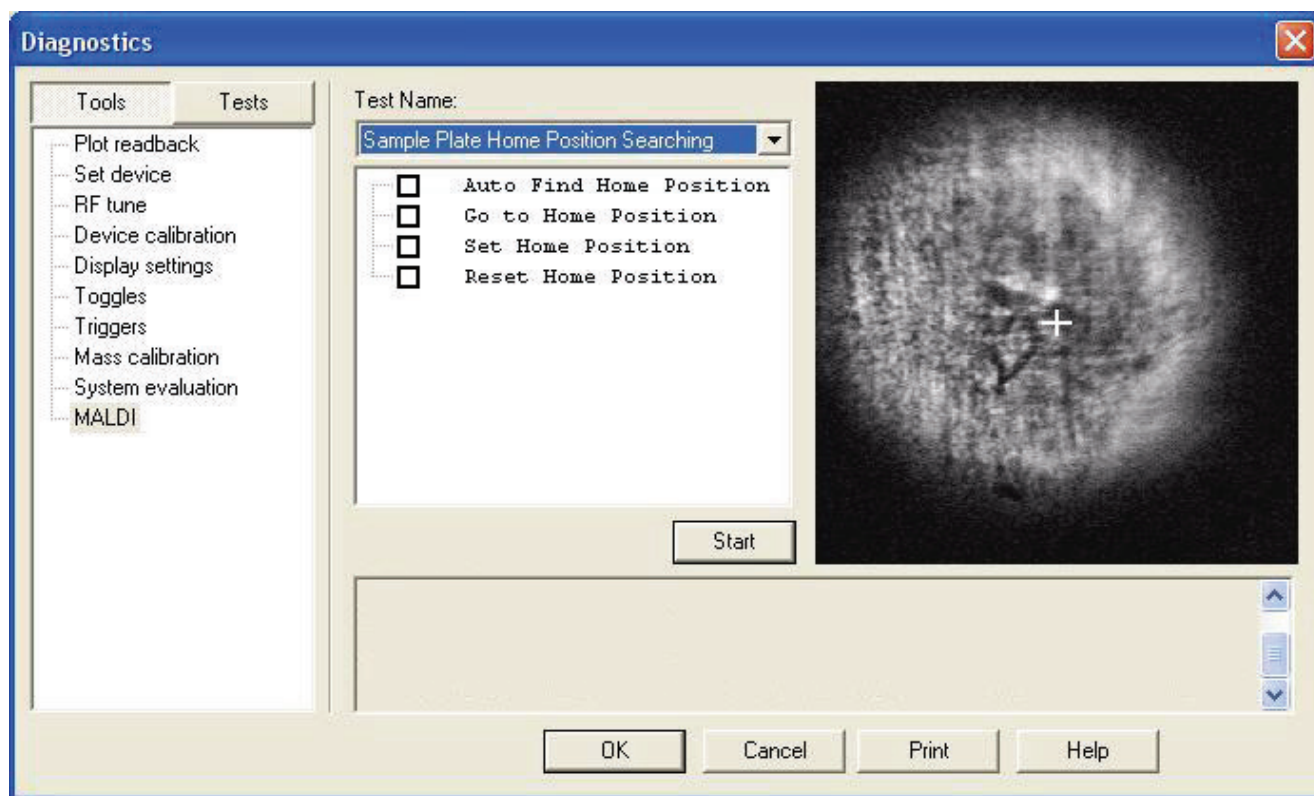 Diagnostics
Tools
Tests
Plot readback
Set device
RF tune
Device calibration
Display settings
Toggles
Triggers
Mass calibration
System evaluation
MALDI
Test Name:
Sample Plate Home Position Searching
Auto Find Home Position
Go to Home Position
Set Home Position
Reset Home Position
Start
OK
Cancel
Print
Help